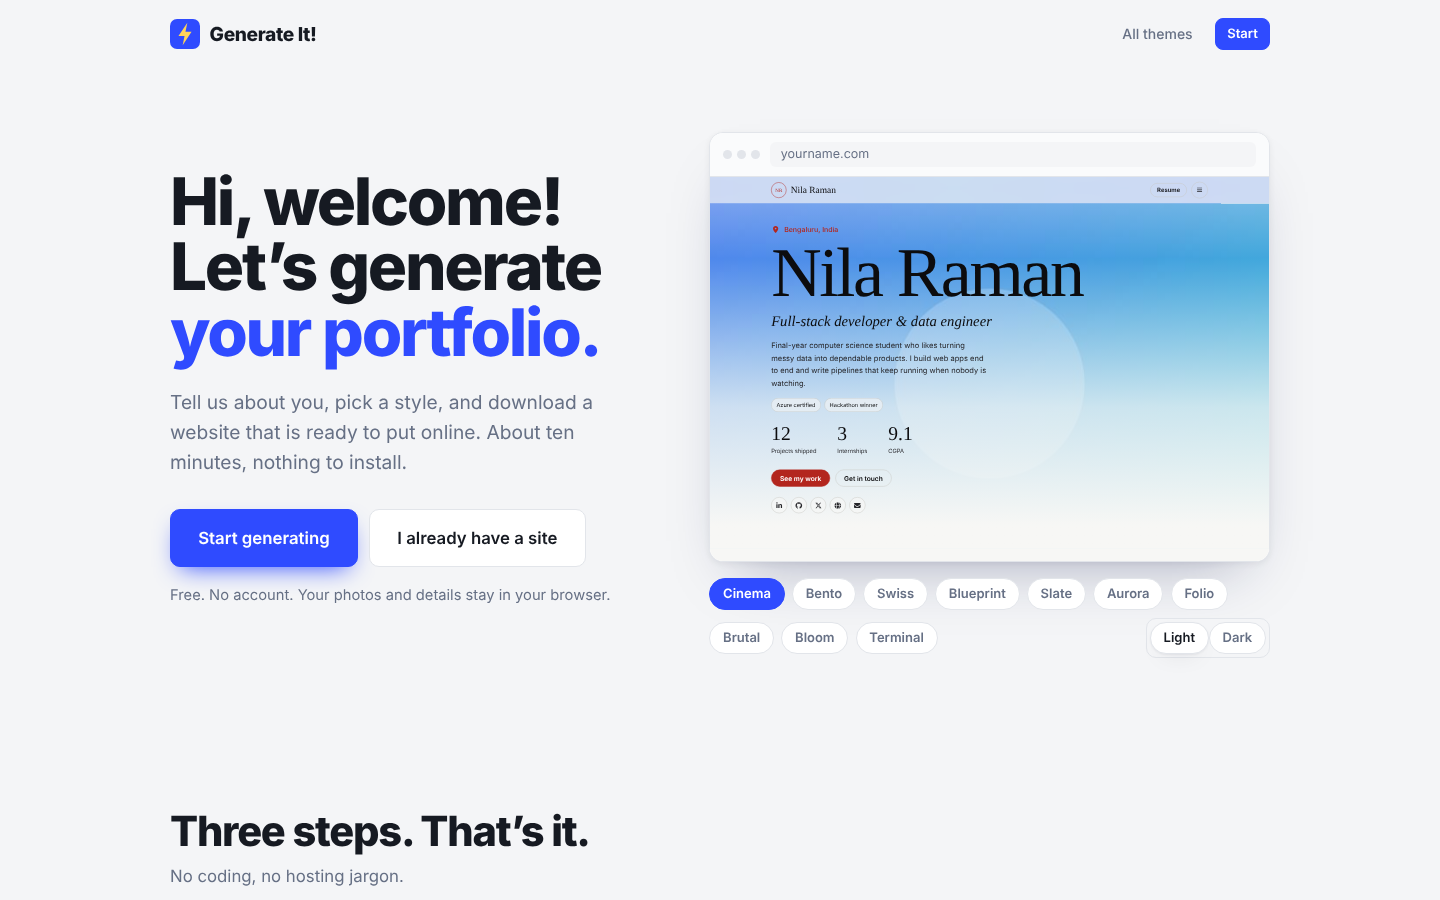 Generate It!
All themes
Start
Hi, welcome!
Let’s generate
your portfolio.
Tell us about you, pick a style, and download a
website that is ready to put online. About ten
minutes, nothing to install.
Start generating
I already have a site
Free. No account. Your photos and details stay in your browser.
yourname.com
NR
Nila Raman
Resume
Bengaluru, India
Nila Raman
Full-stack developer & data engineer
Final-year computer science student who likes turning
messy data into dependable products. I build web apps end
to end and write pipelines that keep running when nobody is
watching.
Azure certified
Hackathon winner
12
3
9.1
Projects shipped
Internships
CGPA
See my work
Get in touch
Cinema
Bento
Swiss
Blueprint
Slate
Aurora
Folio
Brutal
Bloom
Terminal
Light
Dark
Three steps. That’s it.
No coding, no hosting jargon.